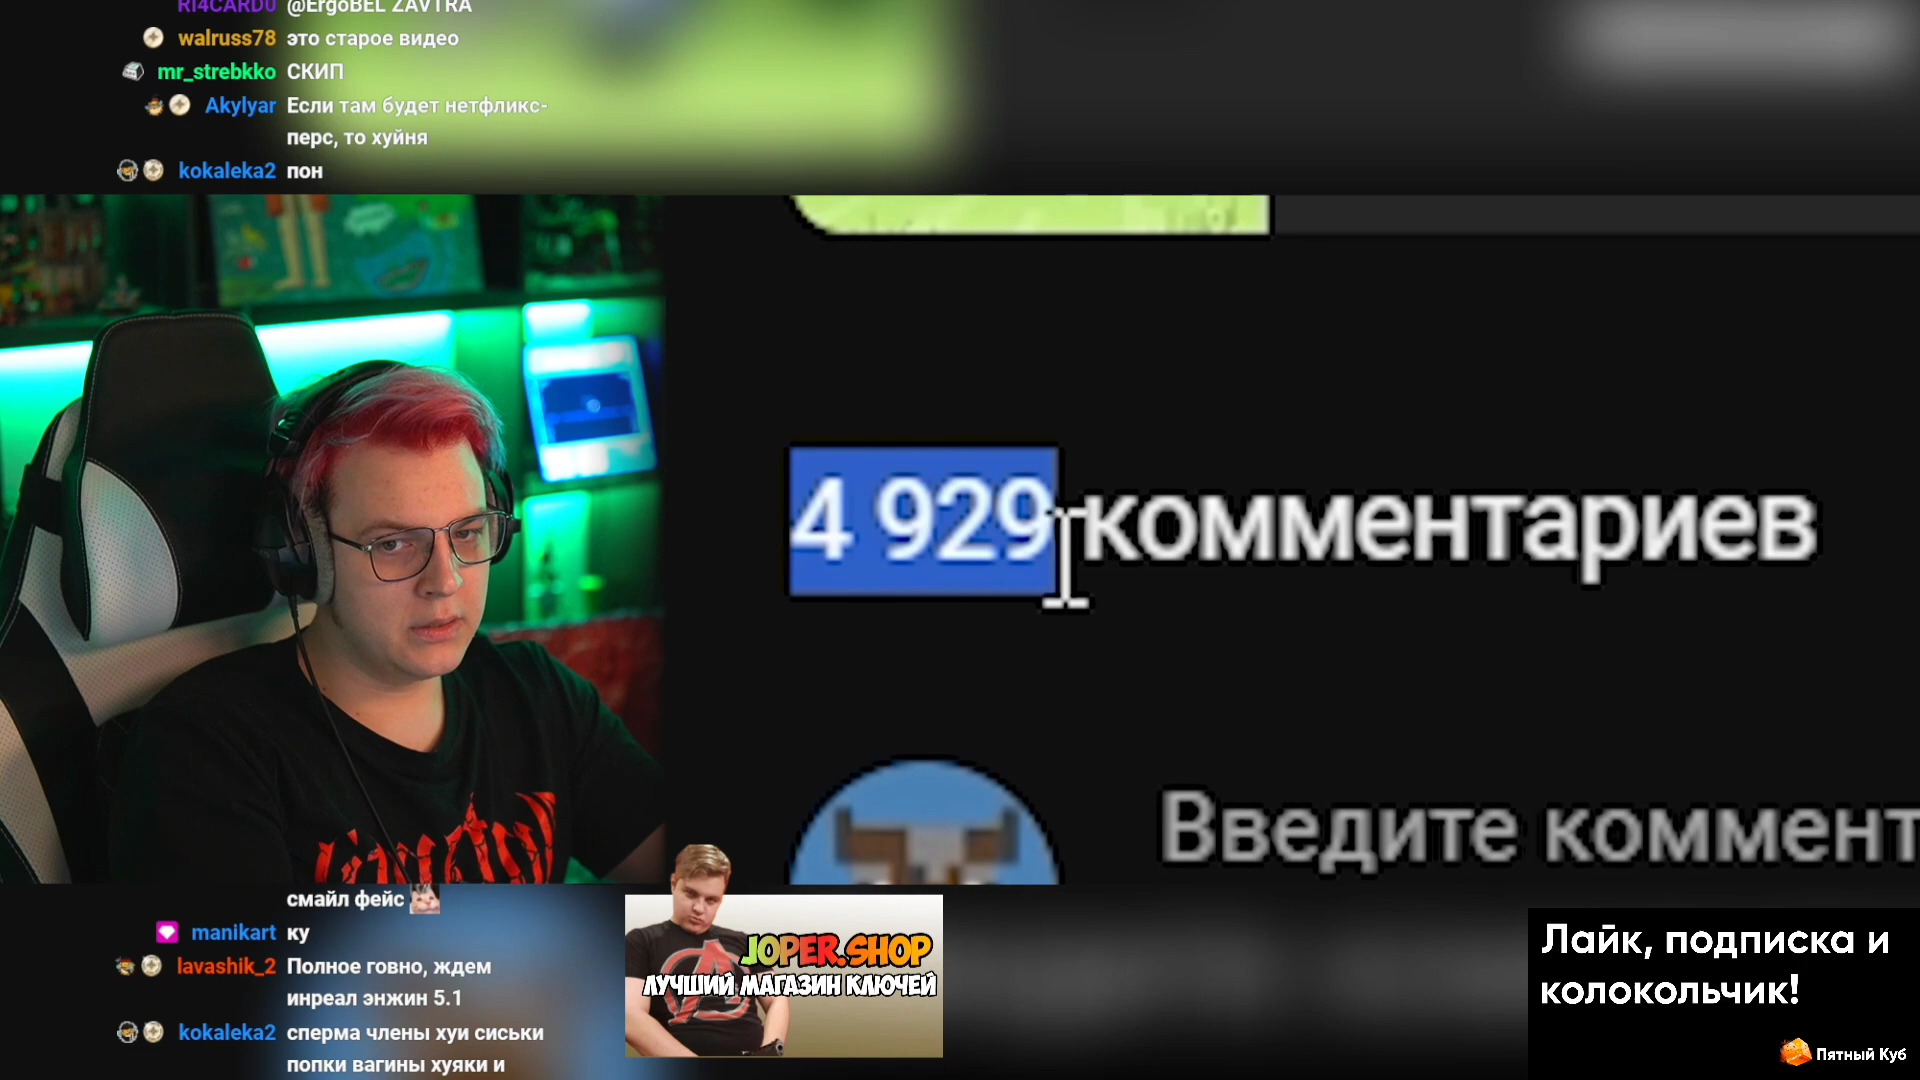 RI4CARD0 @ErgoBEL ZAVTRA
walruss78 это старое видео
mr_strebkko СКИП
Akylyar Если там будет нетфликс-
перс, то хуйня
kokaleka2 пон
4 929 комментариев
Введите коммент
смайл фейс
manikart ку
lavashik_2 Полное говно, ждем
инреал энжин 5.1
kokaleka2 сперма члены хуи сиськи
попки вагины хуяки и
JOPER.SHOP
ЛУЧШИЙ МАГАЗИН КЛЮЧЕЙ
Лайк, подписка и
колокольчик!
Пятный Куб